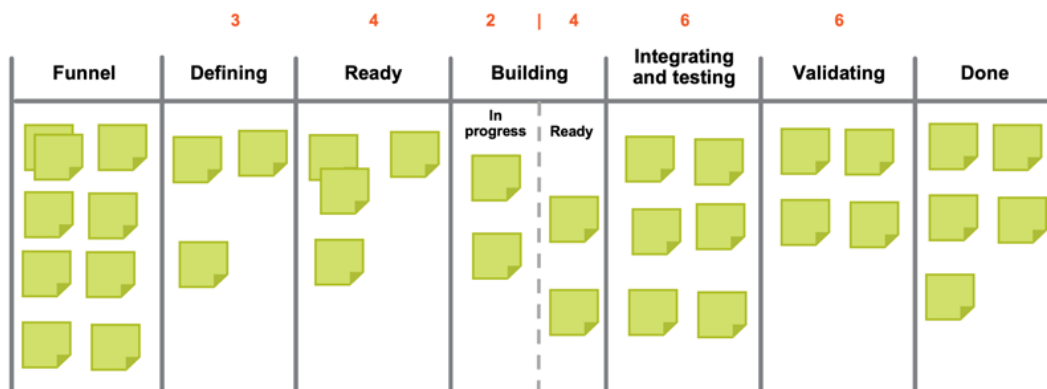 3 4 2 | 4 6 6
Funnel Defining Ready Building Integrating and testing Validating Done
In progress Ready